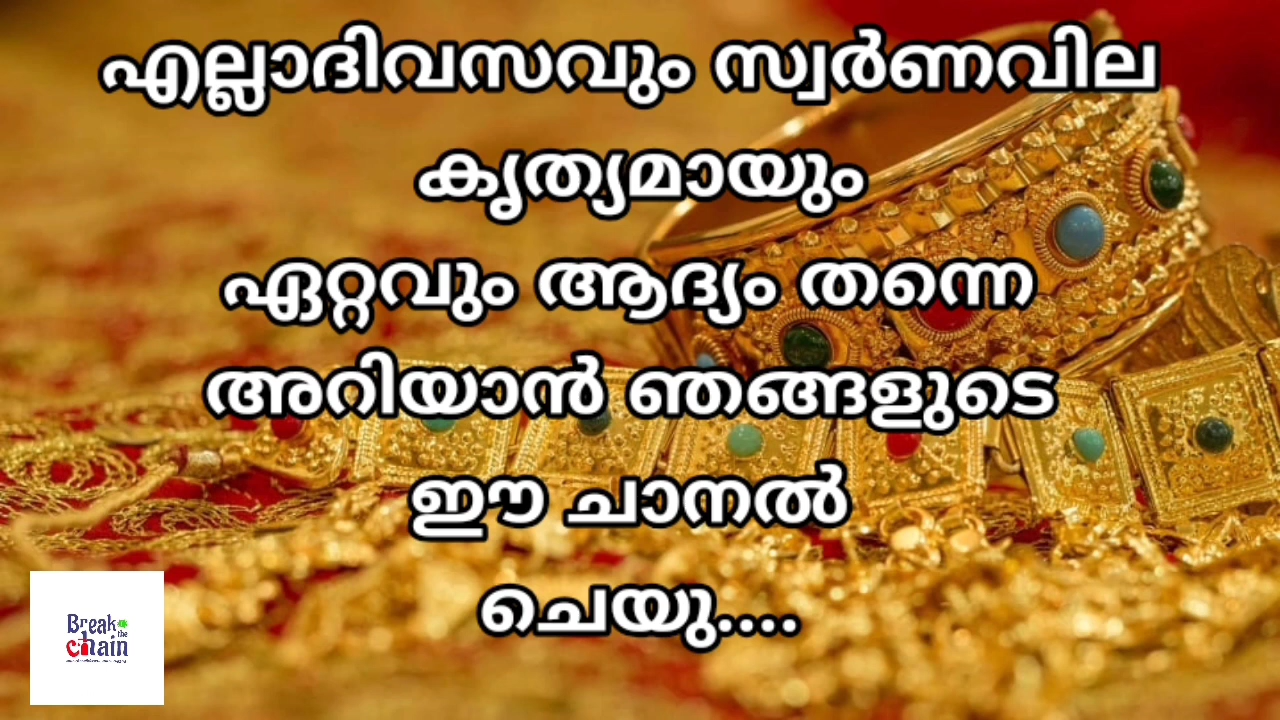 എല്ലാദിവസവും സ്വർണവില
കൃത്യമായും
ഏറ്റവും ആദ്യം തന്നെ
അറിയാൻ ഞങ്ങളുടെ
ഈ ചാനൽ
ചെയു....
Break
the
chain